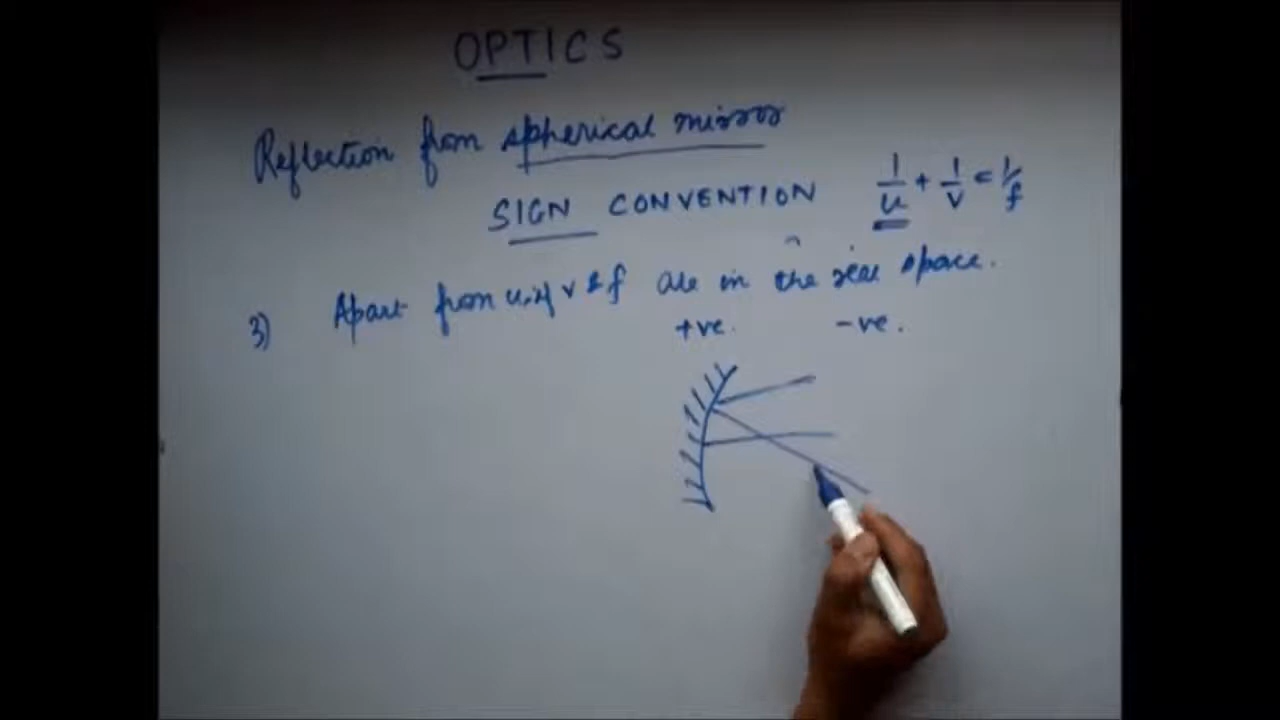 OPTICS
Reflection from spherical mirror
SIGN CONVENTION 1/u + 1/v = 1/f
3) Apart from u, if v & f are in the real space.
+ve. -ve.